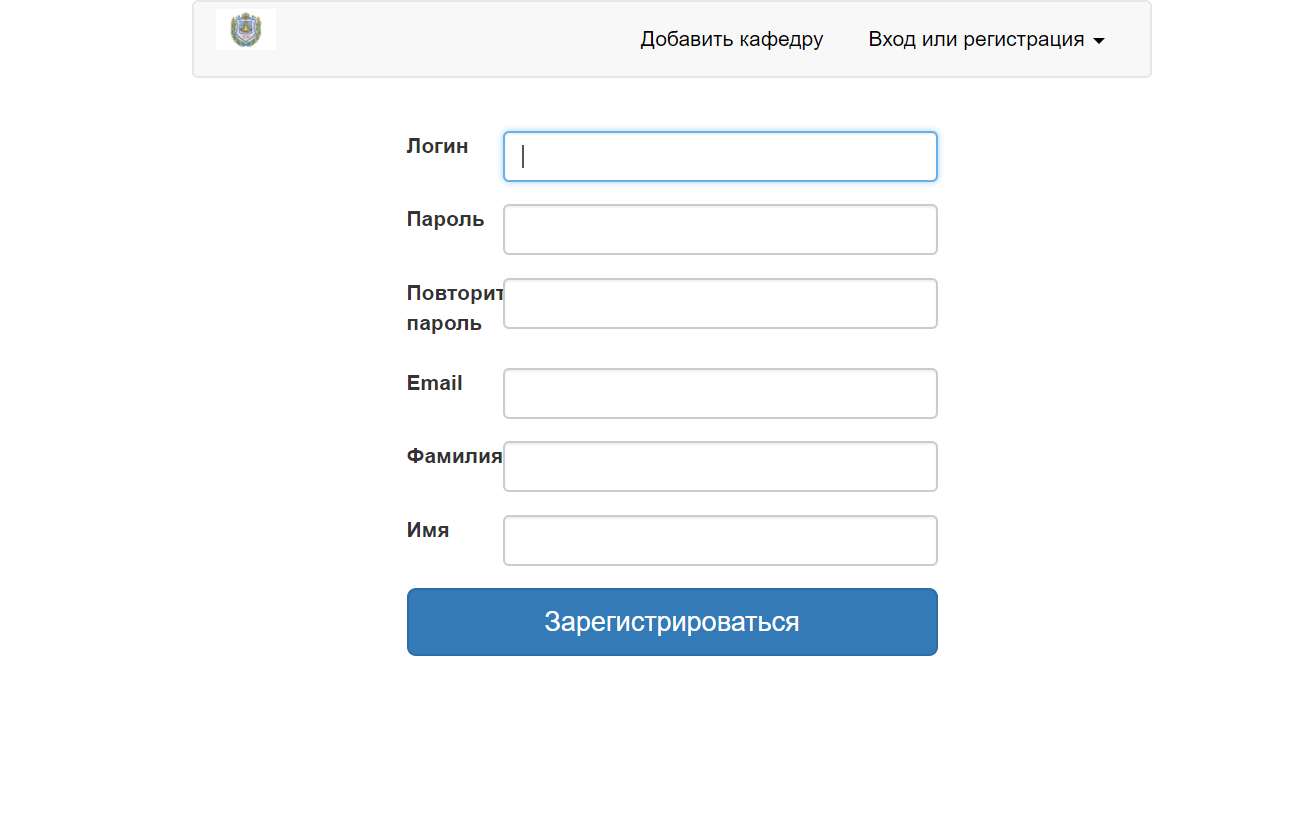 Добавить кафедру
Вход или регистрация
Логин
Пароль
Повторит
пароль
Email
Фамилия
Имя
Зарегистрироваться